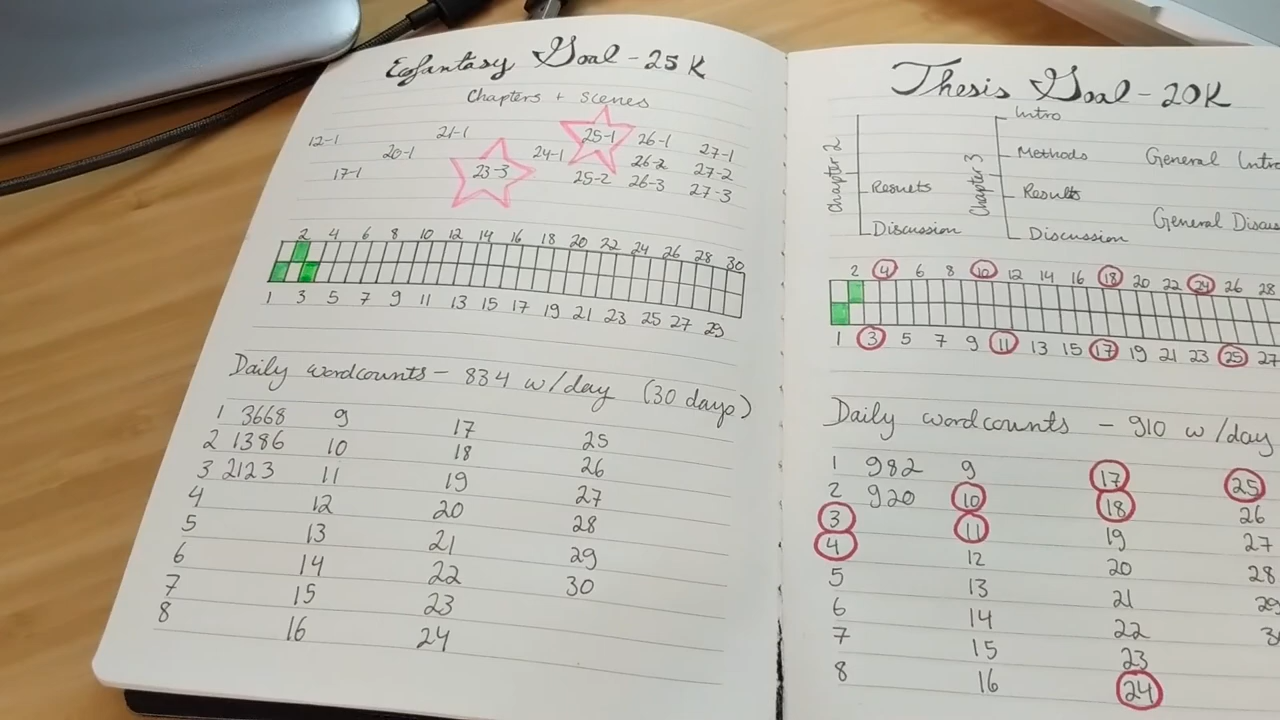 Ecofantasy Goal - 25K
Chapters + Scenes
12-1 20-1 21-1 24-1 25-1 26-1 27-1
17-1 23-3 25-2 26-2 27-2
26-3 27-3
2 4 6 8 10 12 14 16 18 20 22 24 26 28 30
1 3 5 7 9 11 13 15 17 19 21 23 25 27 29
Daily wordcounts - 834 w/day (30 days)
1 3668 9 17 25
2 1386 10 18 26
3 2123 11 19 27
4 12 20 28
5 13 21 29
6 14 22 30
7 15 23
8 16 24
Thesis Goal - 20K
Chapter 2
Results
Discussion
Chapter 3
Intro
Methods
Results
Discussion
General Intro
General Discus
2 4 6 8 10 12 14 16 18 20 22 24 26 28
1 3 5 7 9 11 13 15 17 19 21 23 25 27
Daily wordcounts - 910 w/day
1 982 9 17 25
2 920 10 18 26
3 11 19 27
4 12 20 28
5 13 21 29
6 14 22 3
7 15 23
8 16 24